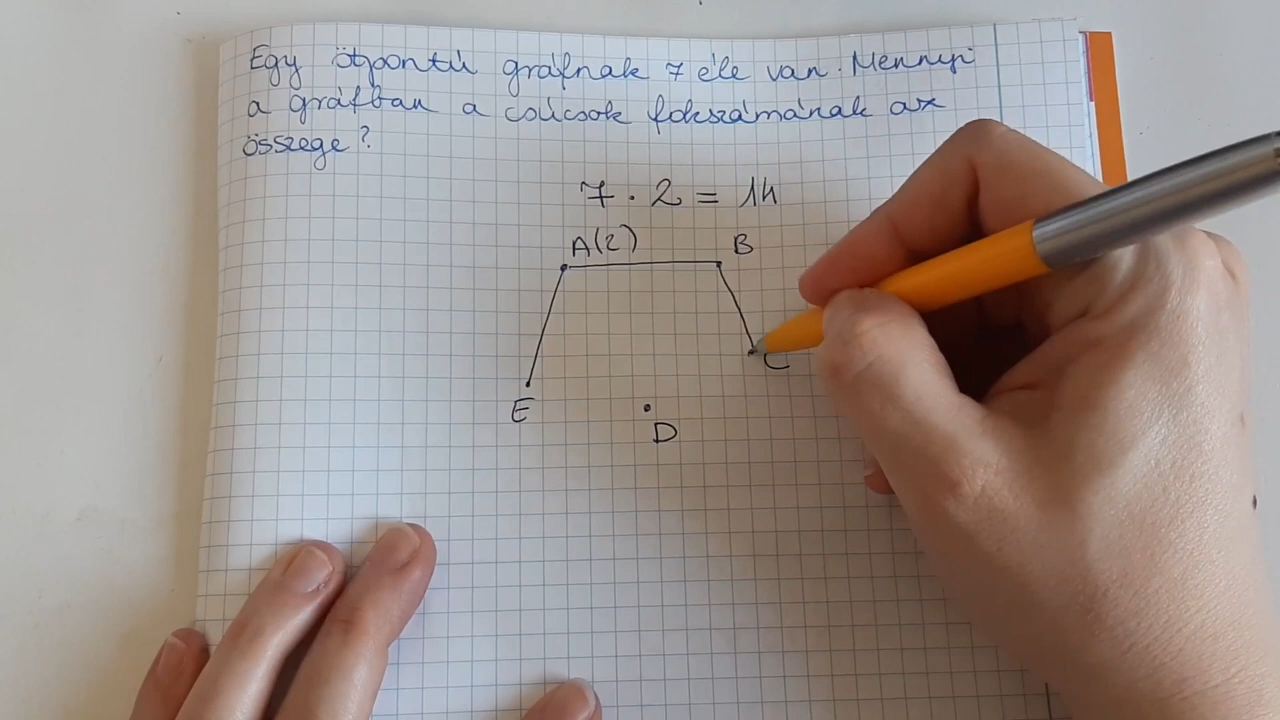 Egy ötpontú gráfnak 7 éle van. Mennyi
a gráfban a csúcsok fokszámának az
összege?
7 · 2 = 14
A(2) B
C
E
D